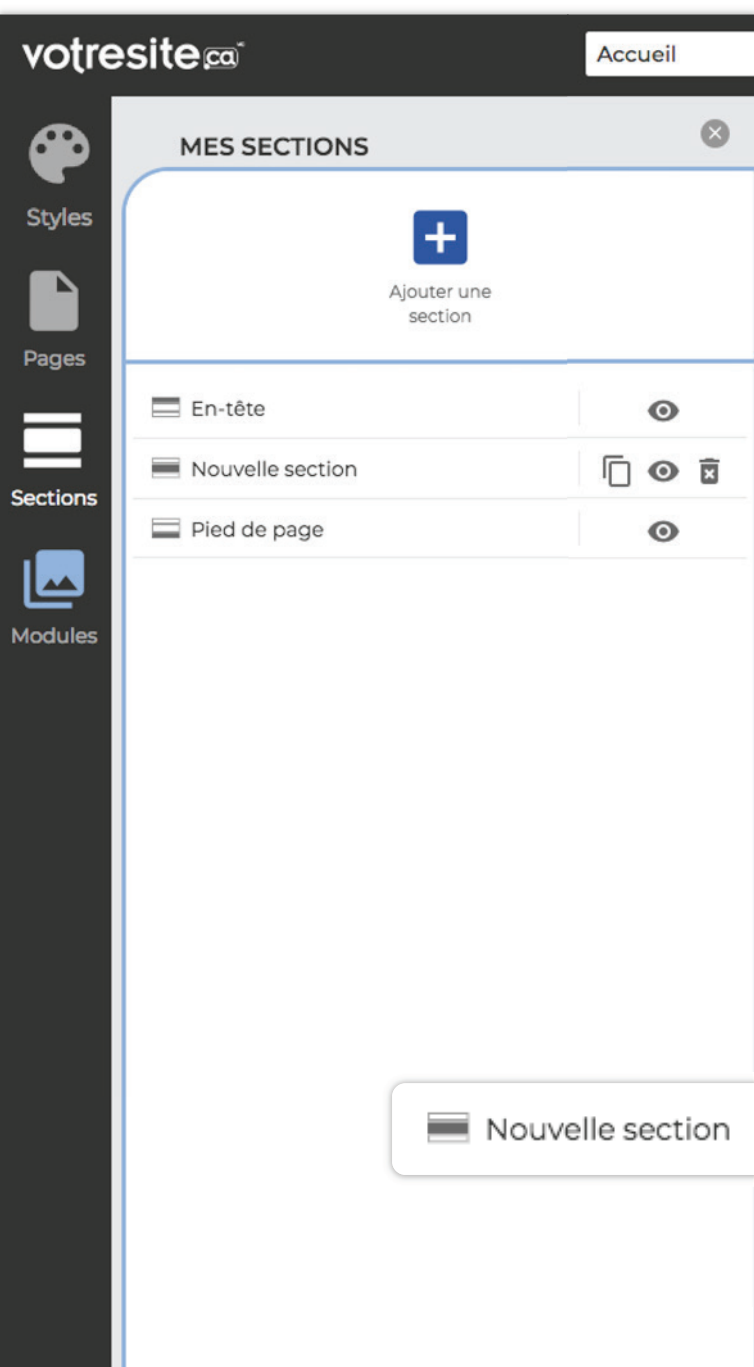 votresite.ca
Accueil
MES SECTIONS
Styles
Ajouter une
section
Pages
En-tête
Nouvelle section
Sections
Pied de page
Modules
Nouvelle section